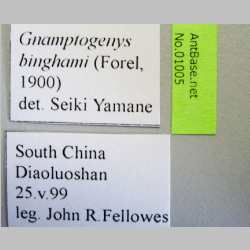 Gnamptogenys
binghami (Forel,
1900)
det. Seiki Yamane
AntBase.net
No.01005
South China
Diaoluoshan
25.v.99
leg. John R.Fellowes